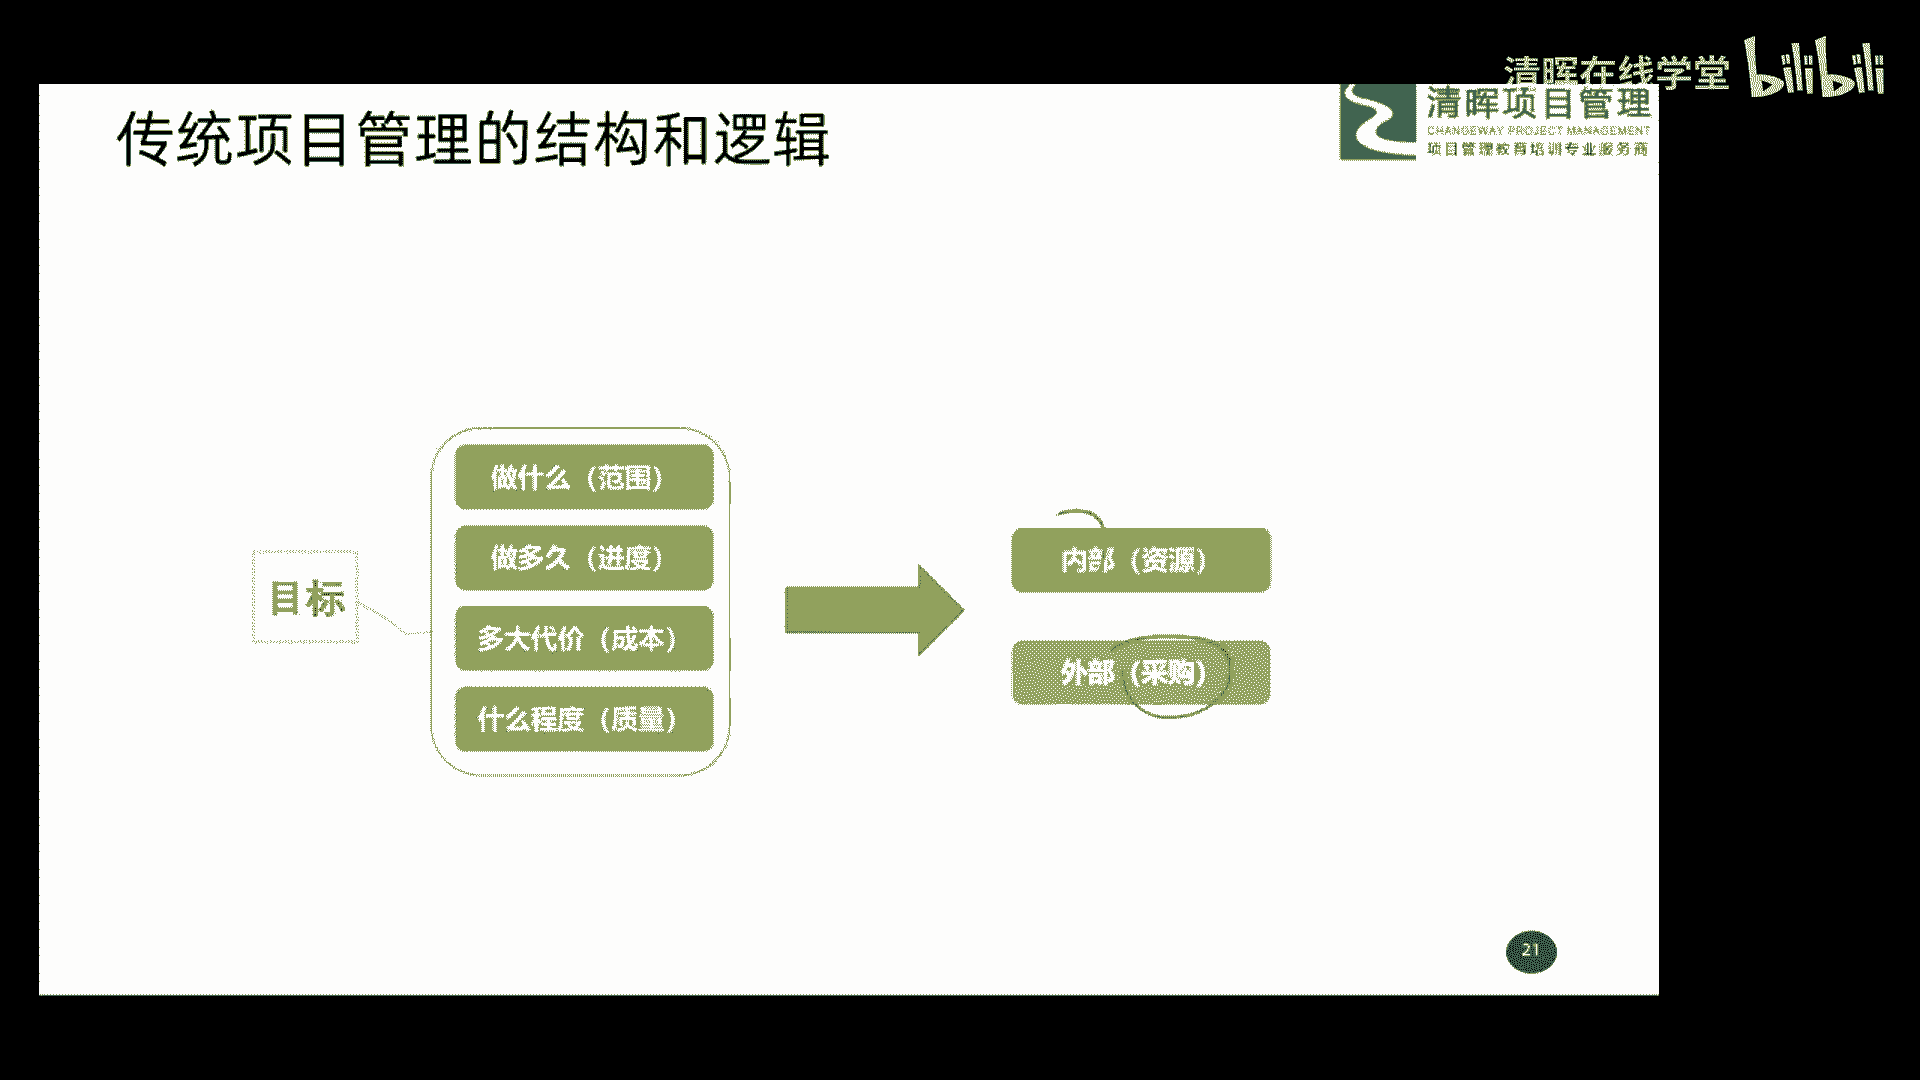 清晖在线学堂 bilibili
传统项目管理的结构和逻辑
清晖项目管理
CHANGEWAY PROJECT MANAGEMENT
项目管理教育培训专业服务商
目标
做什么（范围）
做多久（进度）
多大代价（成本）
什么程度（质量）
内部（资源）
外部（采购）
21